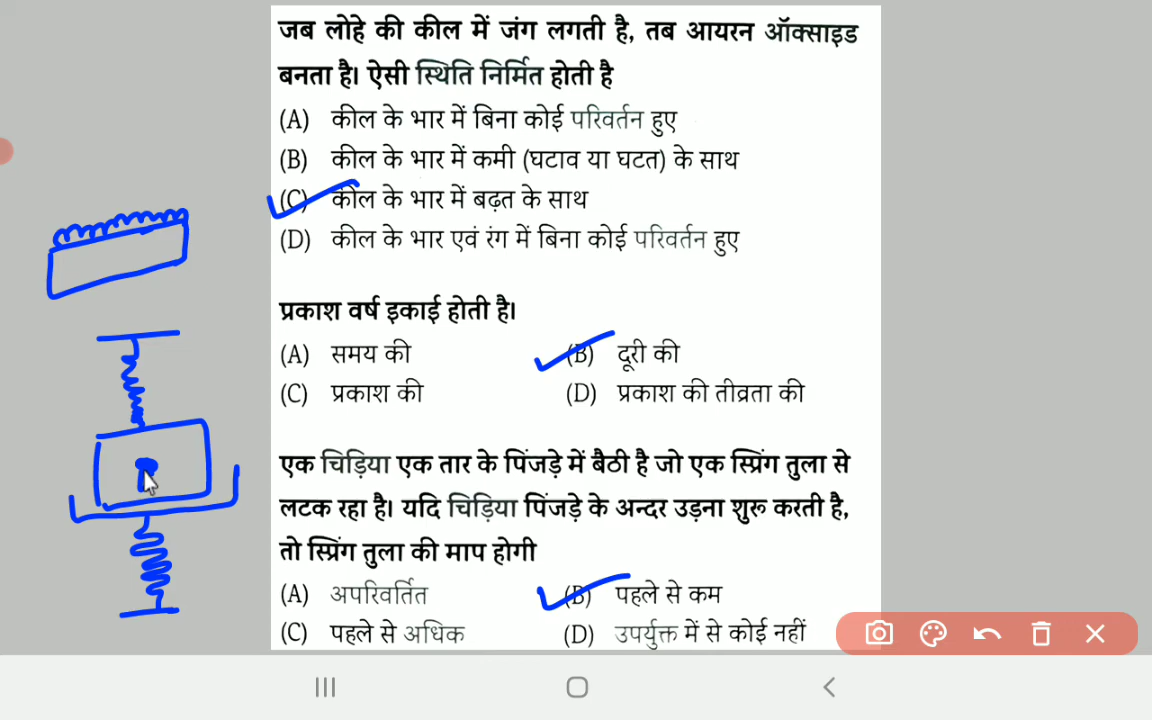 जब लोहे की कील में जंग लगती है, तब आयरन ऑक्साइड
बनता है। ऐसी स्थिति निर्मित होती है
(A) कील के भार में बिना कोई परिवर्तन हुए
(B) कील के भार में कमी (घटाव या घटत) के साथ
(C) कील के भार में बढ़त के साथ
(D) कील के भार एवं रंग में बिना कोई परिवर्तन हुए
प्रकाश वर्ष इकाई होती है।
(A) समय की (B) दूरी की
(C) प्रकाश की (D) प्रकाश की तीव्रता की
एक चिड़िया एक तार के पिंजड़े में बैठी है जो एक स्प्रिंग तुला से
लटक रहा है। यदि चिड़िया पिंजड़े के अन्दर उड़ना शुरू करती है,
तो स्प्रिंग तुला की माप होगी
(A) अपरिवर्तित (B) पहले से कम
(C) पहले से अधिक (D) उपर्युक्त में से कोई नहीं